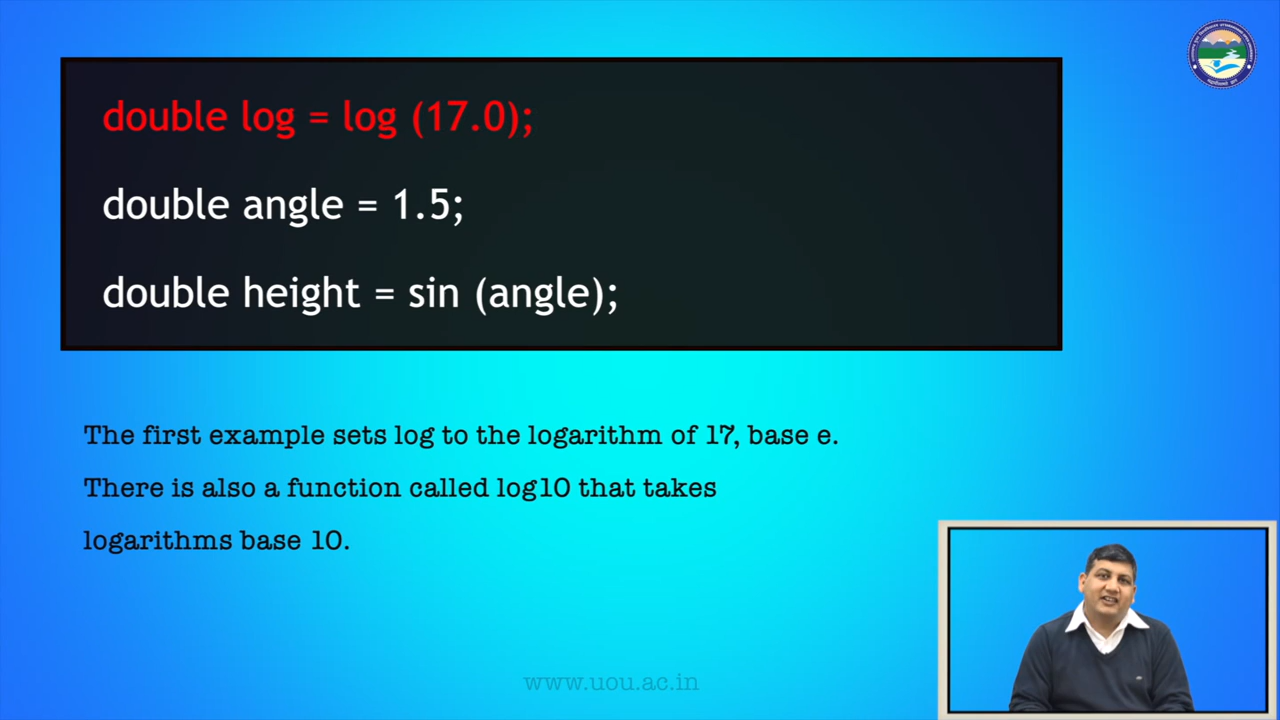 double log = log (17.0);
double angle = 1.5;
double height = sin (angle);
The first example sets log to the logarithm of 17, base e.
There is also a function called log10 that takes
logarithms base 10.
www.uou.ac.in